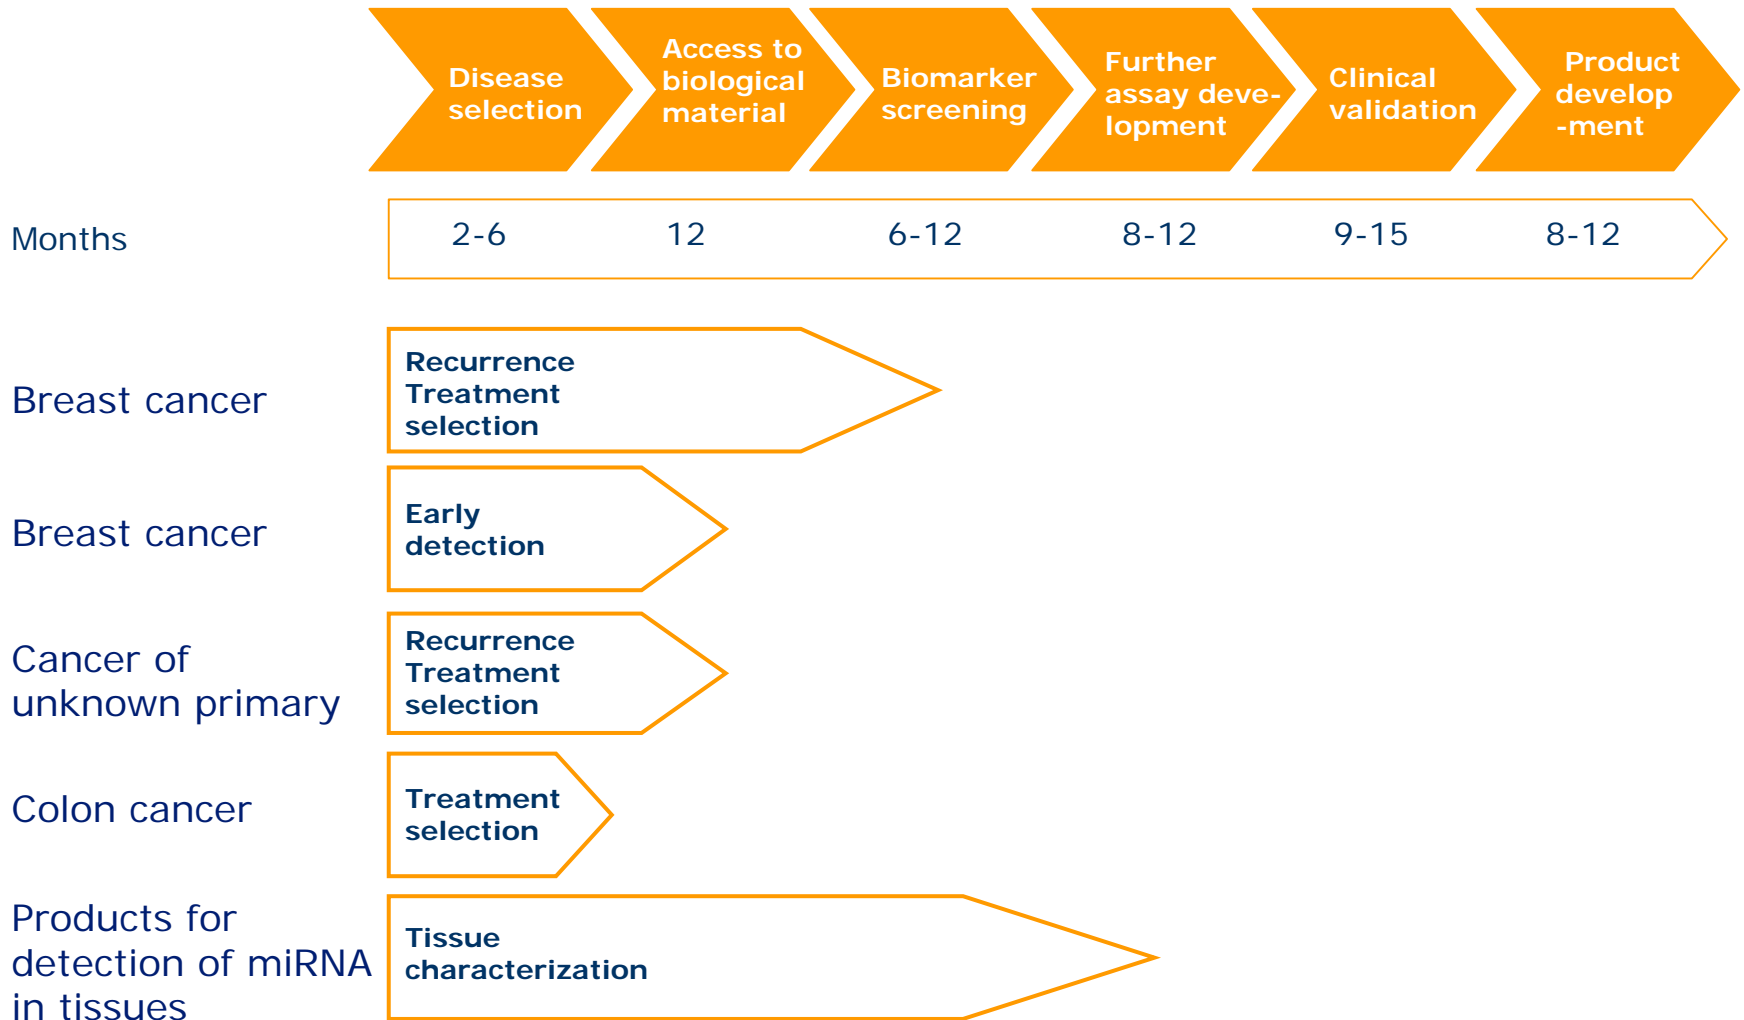 Disease
selection
Access to
biological
material
Biomarker
screening
Further
assay deve-
lopment
Clinical
validation
Product
develop
-ment
Months
2-6
12
6-12
8-12
9-15
8-12
Breast cancer
Recurrence
Treatment
selection
Breast cancer
Early
detection
Cancer of
unknown primary
Recurrence
Treatment
selection
Colon cancer
Treatment
selection
Products for
detection of miRNA
in tissues
Tissue
characterization